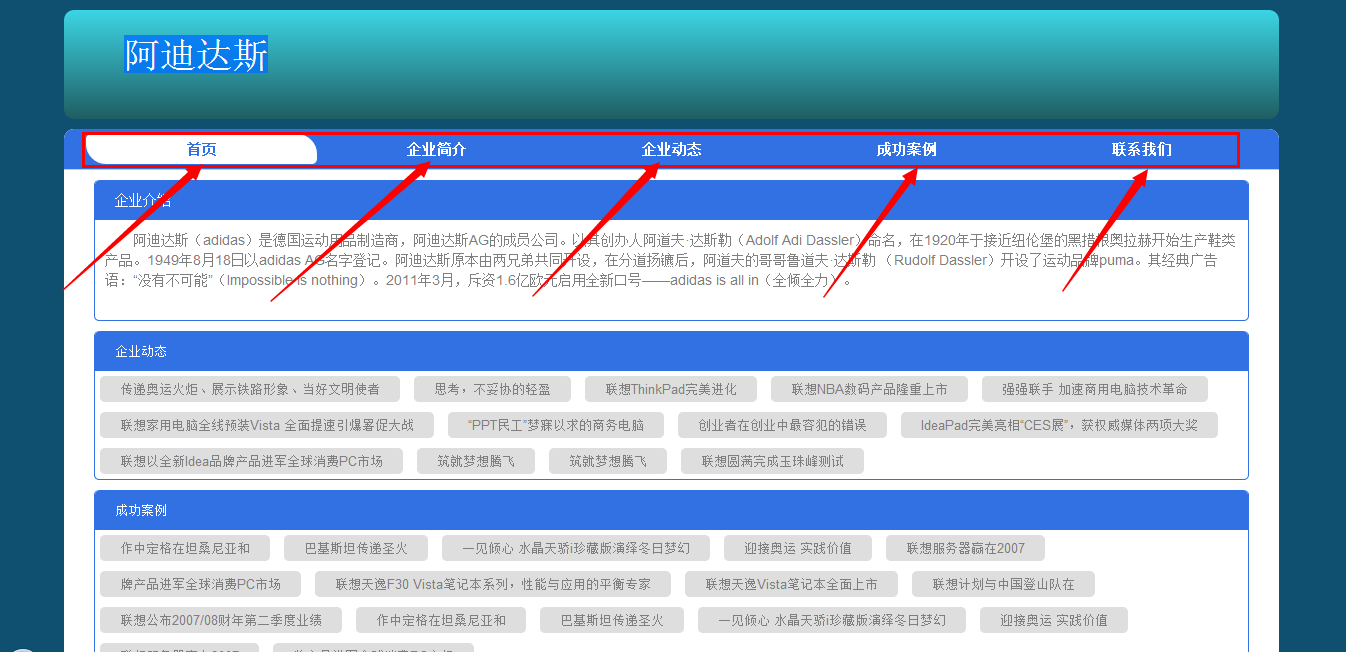 阿迪达斯
首页 企业简介 企业动态 成功案例 联系我们
企业介绍
阿迪达斯（adidas）是德国运动用品制造商，阿迪达斯AG的成员公司。以其创办人阿道夫·达斯勒（Adolf Adi Dassler）命名，在1920年于接近纽伦堡的黑措根奥拉赫开始生产鞋类
产品。1949年8月18日以adidas AG名字登记。阿迪达斯原本由两兄弟共同开设，在分道扬镳后，阿道夫的哥哥鲁道夫·达斯勒 （Rudolf Dassler）开设了运动品牌puma。其经典广告
语：“没有不可能”（Impossible is nothing）。2011年3月，斥资1.6亿欧元启用全新口号——adidas is all in（全倾全力）。
企业动态
传递奥运火炬、展示铁路形象、当好文明使者 思考，不妥协的轻盈 联想ThinkPad完美进化 联想NBA数码产品隆重上市 强强联手 加速商用电脑技术革命
联想家用电脑全线预装Vista 全面提速引爆署促大战 “PPT民工”梦寐以求的商务电脑 创业者在创业中最容犯的错误 IdeaPad完美亮相“CES展”，获权威媒体两项大奖
联想以全新Idea品牌产品进军全球消费PC市场 筑就梦想腾飞 筑就梦想腾飞 联想圆满完成玉珠峰测试
成功案例
作中定格在坦桑尼亚和 巴基斯坦传递圣火 一见倾心 水晶天骄i珍藏版演绎冬日梦幻 迎接奥运 实践价值 联想服务器赢在2007
牌产品进军全球消费PC市场 联想天逸F30 Vista笔记本系列，性能与应用的平衡专家 联想天逸Vista笔记本全面上市 联想计划与中国登山队在
联想公布2007/08财年第二季度业绩 作中定格在坦桑尼亚和 巴基斯坦传递圣火 一见倾心 水晶天骄i珍藏版演绎冬日梦幻 迎接奥运 实践价值